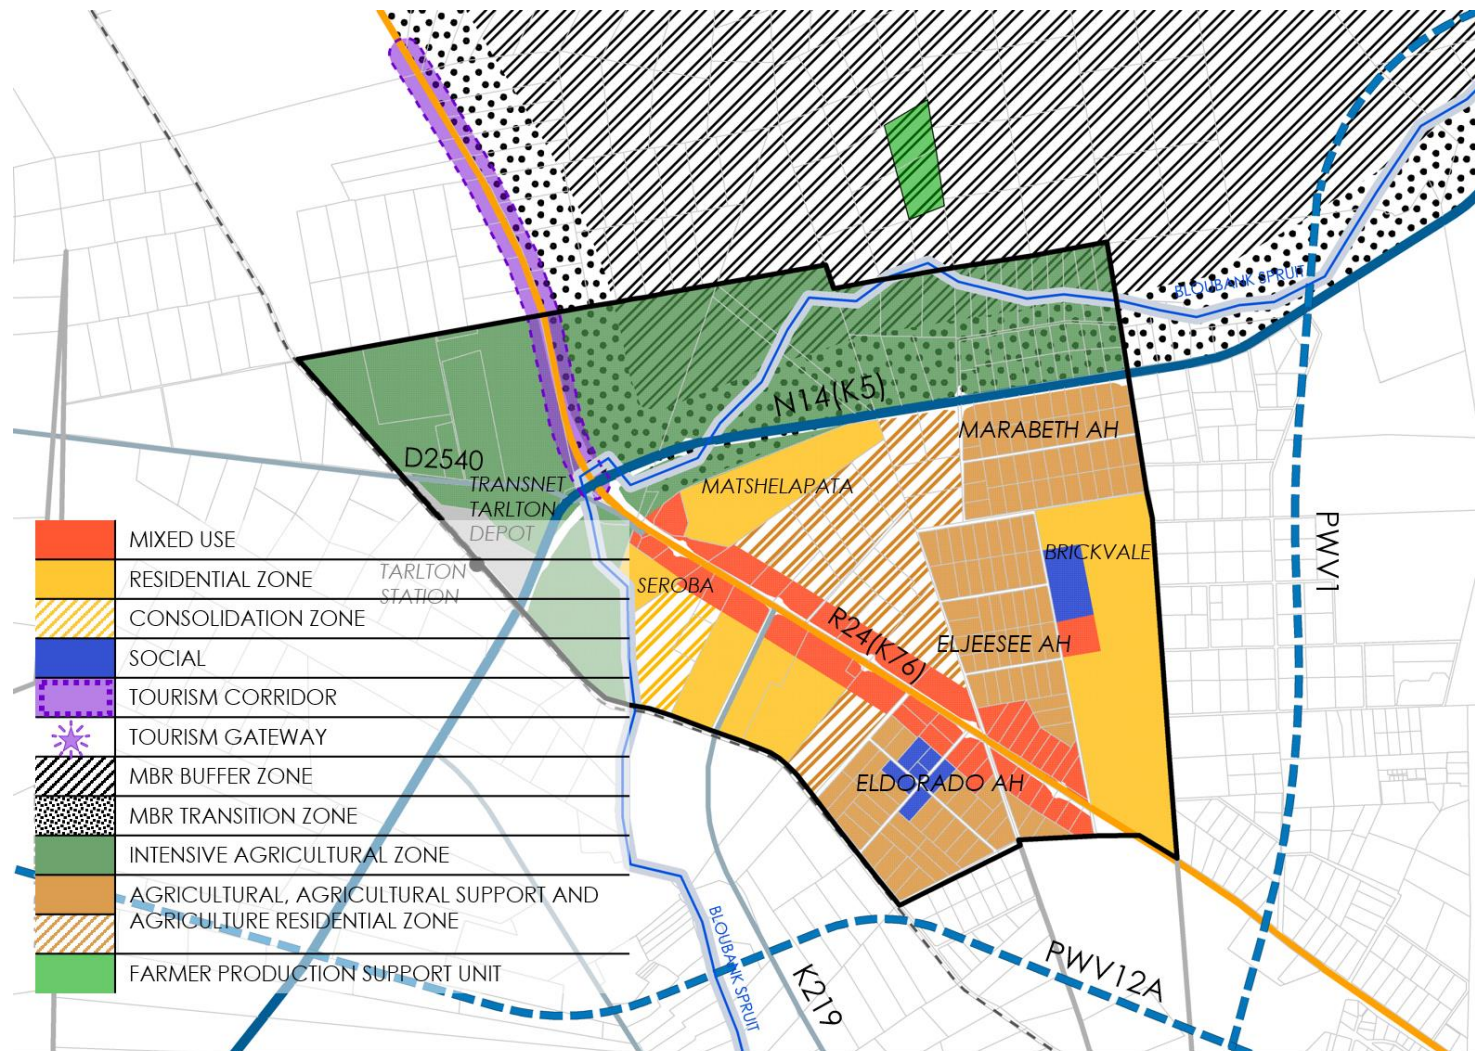 BLOUBANK SPRUIT
N14(K5)
MARABETH AH
D2540
TRANSNET
TARLTON
DEPOT
MATSHELAPATA
PWV1
BRICKVALE
TARLTON
STATION
SEROBA
R24(K76)
ELJEESEE AH
ELDORADO AH
MIXED USE
RESIDENTIAL ZONE
CONSOLIDATION ZONE
SOCIAL
TOURISM CORRIDOR
TOURISM GATEWAY
MBR BUFFER ZONE
MBR TRANSITION ZONE
INTENSIVE AGRICULTURAL ZONE
AGRICULTURAL, AGRICULTURAL SUPPORT AND
AGRICULTURE RESIDENTIAL ZONE
FARMER PRODUCTION SUPPORT UNIT
BLOUBANK SPRUIT
K219
PWV12A